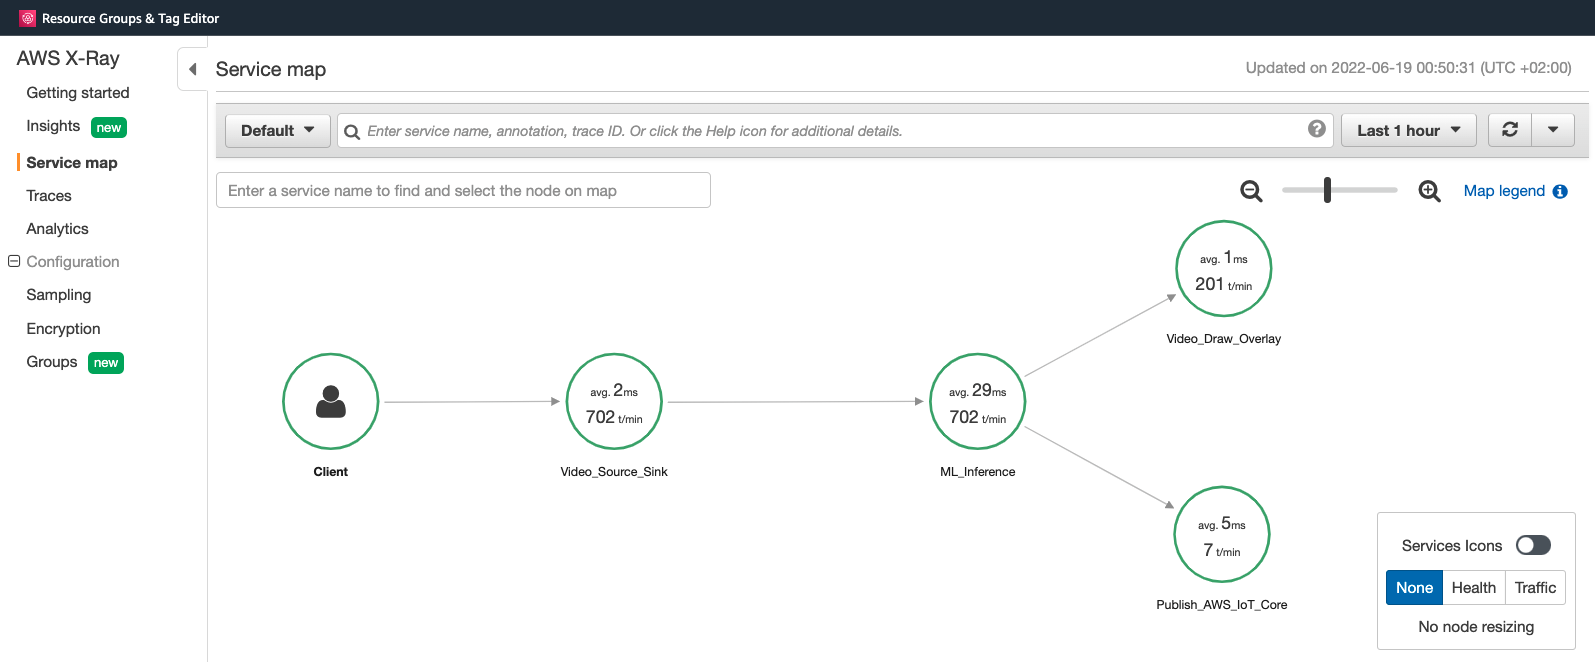 Resource Groups & Tag Editor
AWS X-Ray
Getting started
Insights new
Service map
Traces
Analytics
Configuration
Sampling
Encryption
Groups new
Service map
Updated on 2022-06-19 00:50:31 (UTC +02:00)
Default
Enter service name, annotation, trace ID. Or click the Help icon for additional details.
?
Last 1 hour
Enter a service name to find and select the node on map
Map legend i
avg. 1ms
201 t/min
Video_Draw_Overlay
Client
avg. 2ms
702 t/min
Video_Source_Sink
avg. 29ms
702 t/min
ML_Inference
avg. 5ms
7 t/min
Publish_AWS_IoT_Core
Services Icons
None Health Traffic
No node resizing